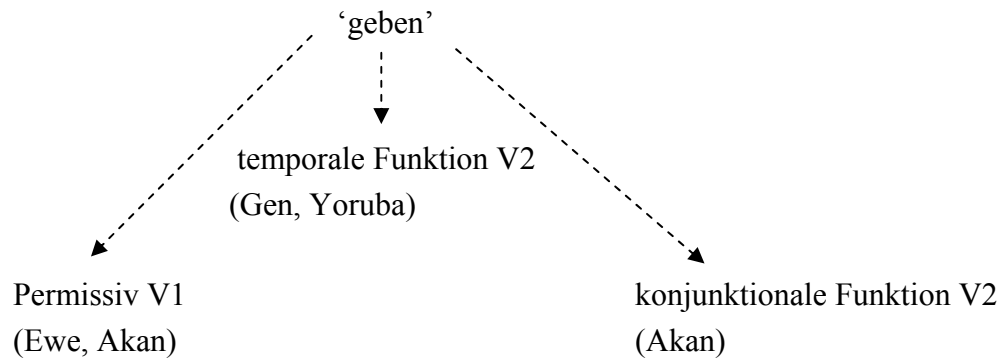 ‘geben’
temporale Funktion V2
(Gen, Yoruba)
Permissiv V1
(Ewe, Akan)
konjunktionale Funktion V2
(Akan)